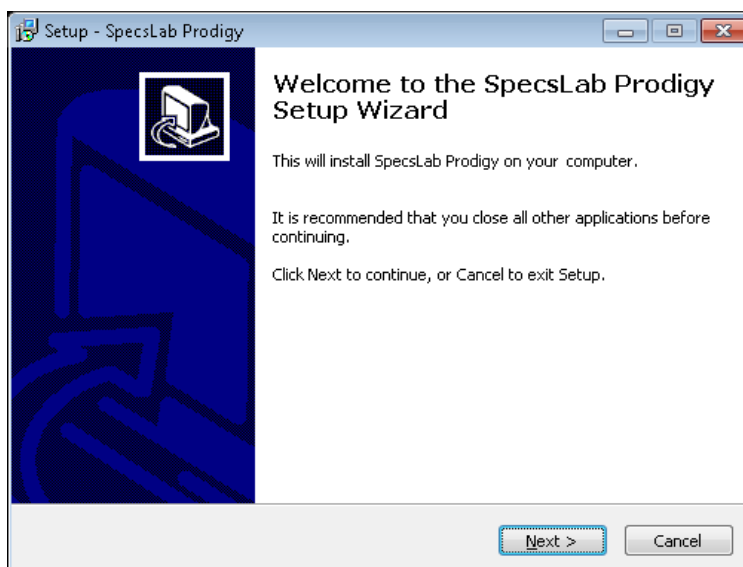 Setup - SpecsLab Prodigy
Welcome to the SpecsLab Prodigy
Setup Wizard
This will install SpecsLab Prodigy on your computer.
It is recommended that you close all other applications before
continuing.
Click Next to continue, or Cancel to exit Setup.
Next >
Cancel